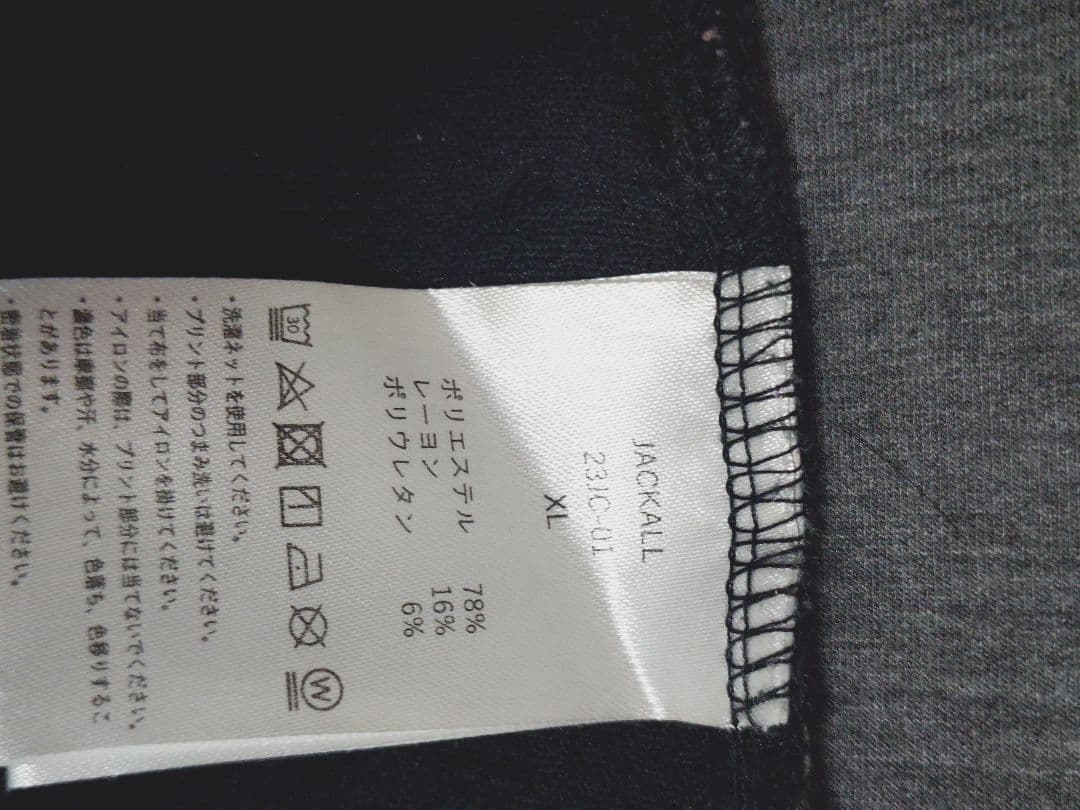 JACKALL
23JC-01
XL
ポリエステル 78%
レーヨン 16%
ポリウレタン 6%
30
W
・洗濯ネットを使用してください。
・プリント部分のつまみ洗いは避けてください。
・当て布をしてアイロンを掛けてください。
・アイロンの際は、プリント部分には当てないでください。
・濃色は摩擦や汗、水分によって、色落ち、色移りするこ
とがあります。
・密着状態での保管はお避けください。